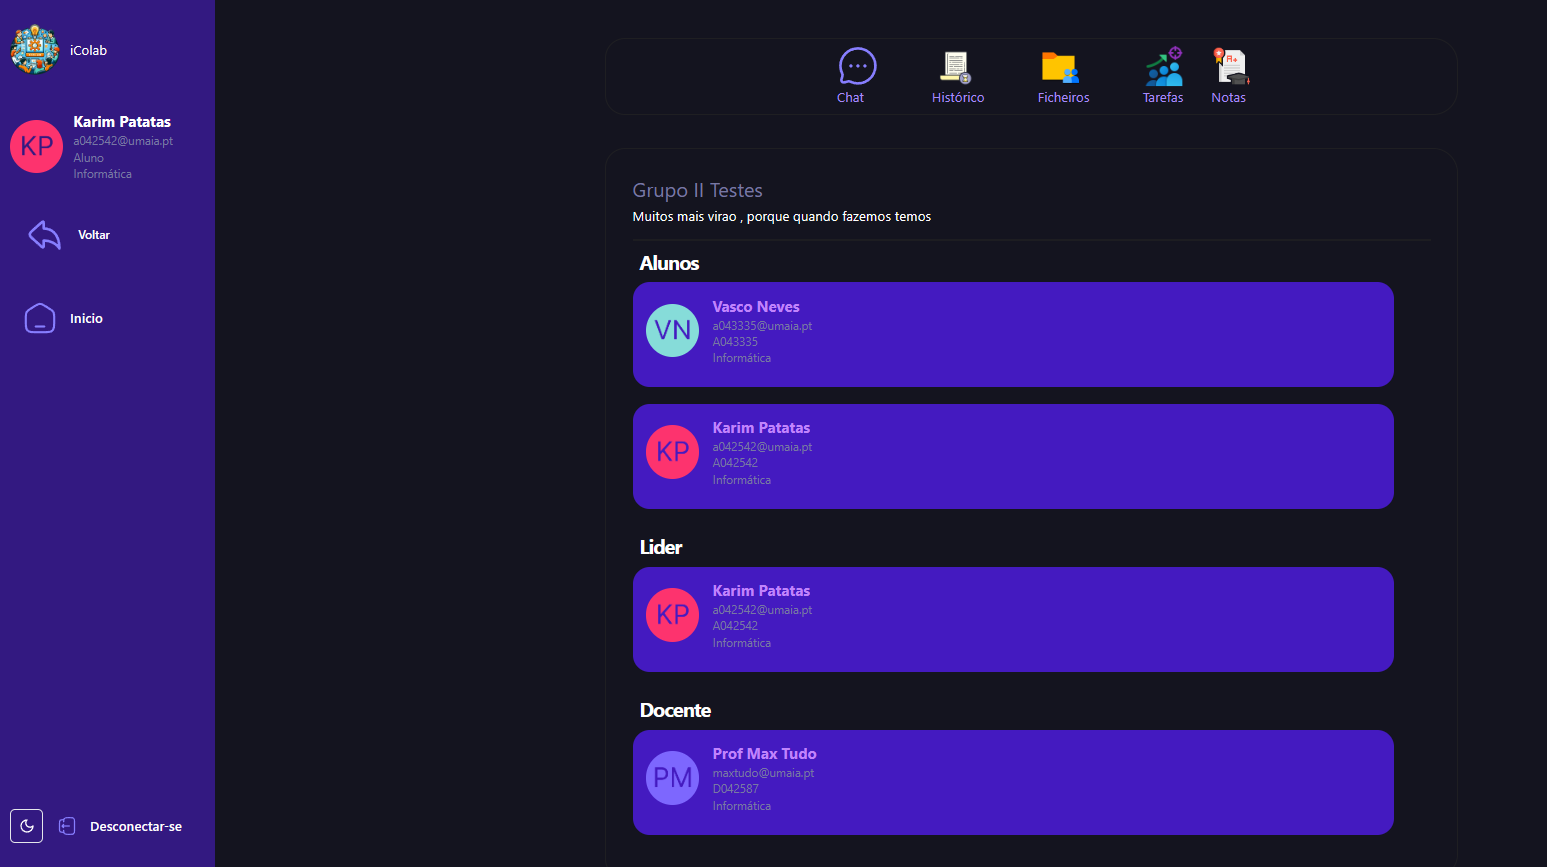 iColab
KP
Karim Patatas
a042542@umaia.pt
Aluno
Informática
Voltar
Inicio
Desconectar-se
Chat
Histórico
Ficheiros
Tarefas
A+
Notas
Grupo II Testes
Muitos mais virao , porque quando fazemos temos
Alunos
VN
Vasco Neves
a043335@umaia.pt
A043335
Informática
KP
Karim Patatas
a042542@umaia.pt
A042542
Informática
Lider
KP
Karim Patatas
a042542@umaia.pt
A042542
Informática
Docente
PM
Prof Max Tudo
maxtudo@umaia.pt
D042587
Informática